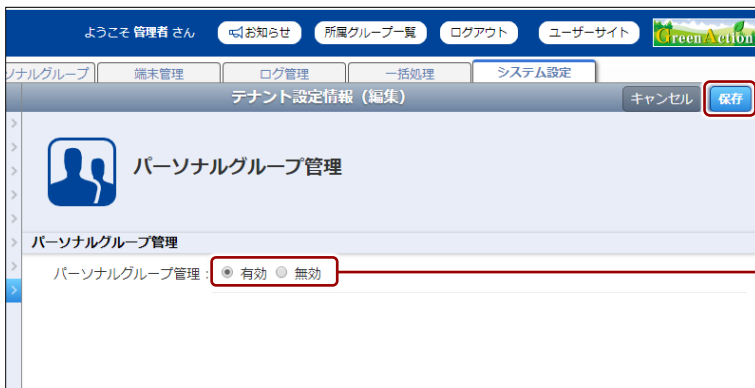 ようこそ 管理者 さん
お知らせ
所属グループ一覧
ログアウト
ユーザーサイト
GreenAction
ソナルグループ
端末管理
ログ管理
一括処理
システム設定
テナント設定情報（編集）
キャンセル
保存
パーソナルグループ管理
パーソナルグループ管理
パーソナルグループ管理 : 有効 無効